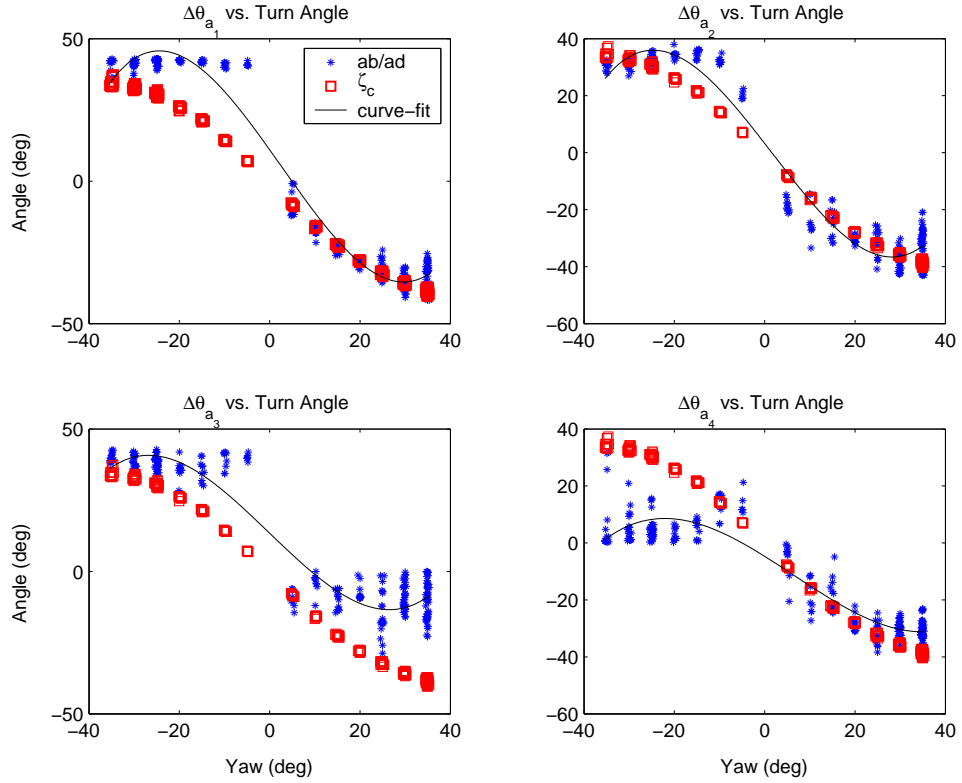 Δθa1 vs. Turn Angle
Δθa2 vs. Turn Angle
50
0
−50
Angle (deg)
−40 −20 0 20 40
ab/ad
ζc
curve−fit
40
20
0
−20
−40
−60
−40 −20 0 20 40
Δθa3 vs. Turn Angle
Δθa4 vs. Turn Angle
50
0
−50
Angle (deg)
−40 −20 0 20 40
Yaw (deg)
40
20
0
−20
−40
−60
−40 −20 0 20 40
Yaw (deg)